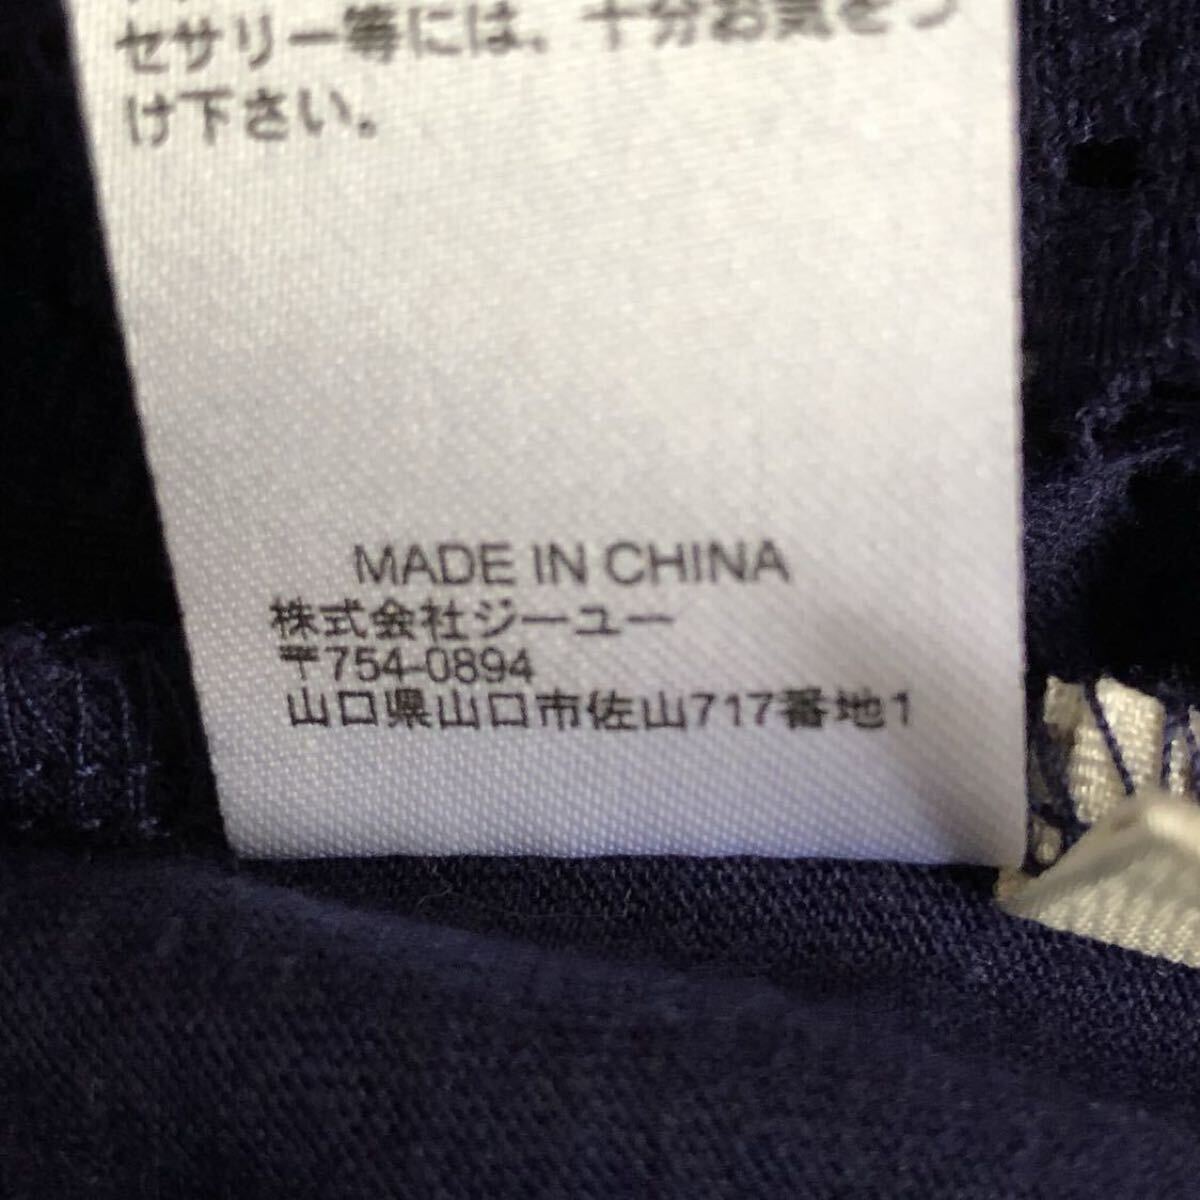 セサリー等には、十分お気をつ
け下さい。
MADE IN CHINA
株式会社ジーユー
〒754-0894
山口県山口市佐山717番地1